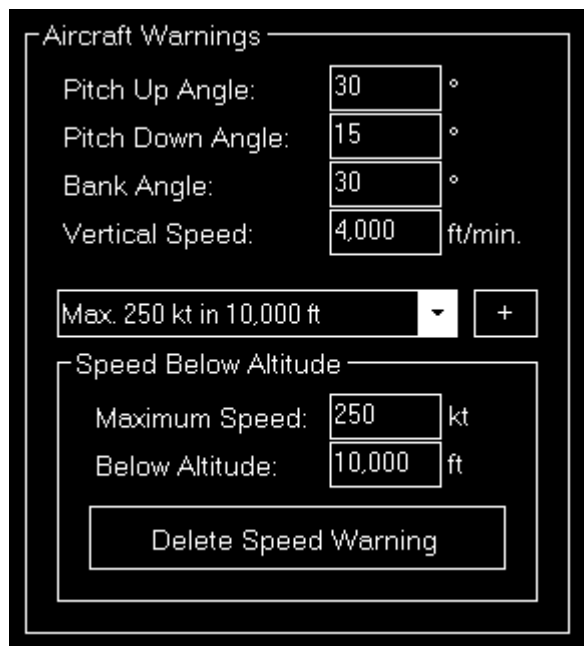 Aircraft Warnings
Pitch Up Angle: 30 °
Pitch Down Angle: 15 °
Bank Angle: 30 °
Vertical Speed: 4,000 ft/min.
Max. 250 kt in 10,000 ft +
Speed Below Altitude
Maximum Speed: 250 kt
Below Altitude: 10,000 ft
Delete Speed Warning